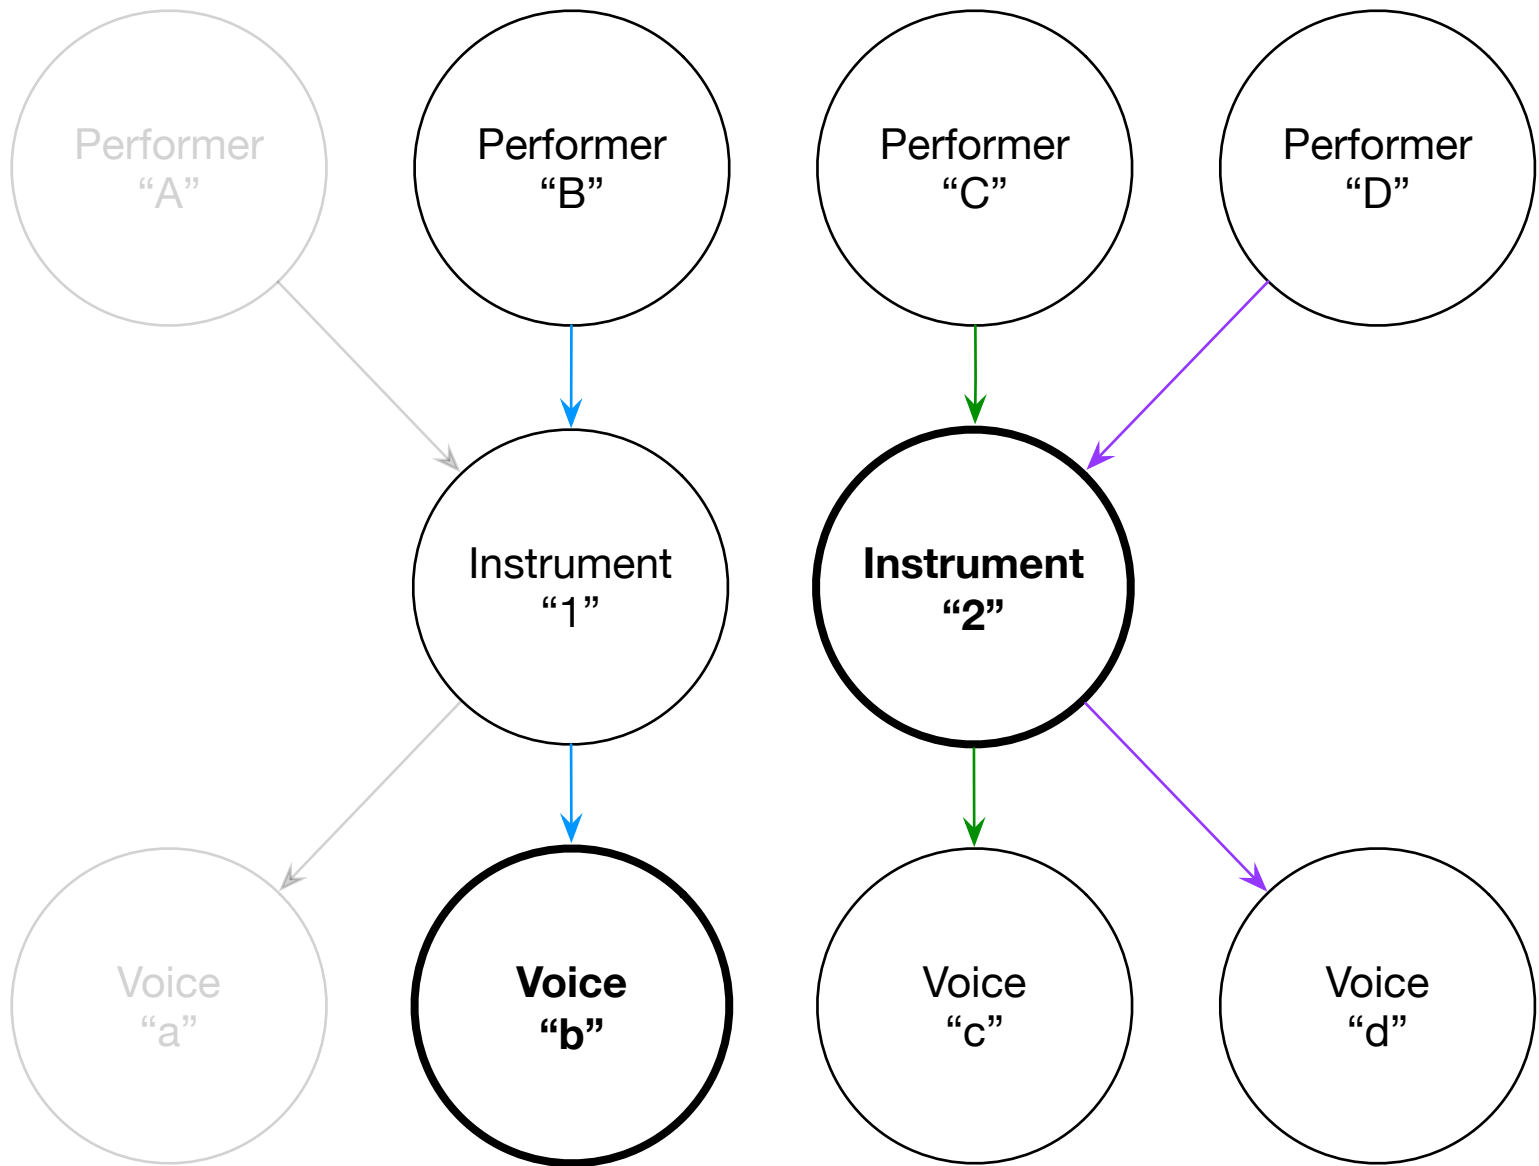 Performer
“A”
Performer
“B”
Performer
“C”
Performer
“D”
Instrument
“1”
Instrument
“2”
Voice
“a”
Voice
“b”
Voice
“c”
Voice
“d”